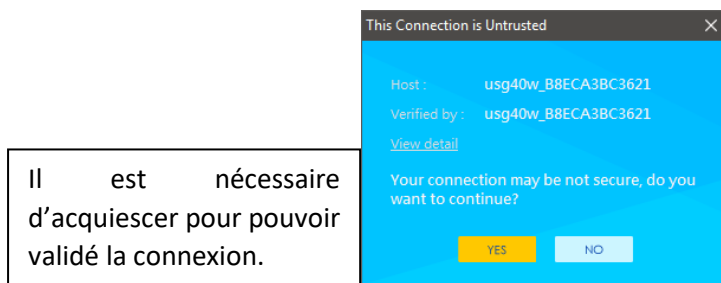 This Connection is Untrusted
Host : usg40w_B8ECA3BC3621
Verified by : usg40w_B8ECA3BC3621
View detail
Your connection may be not secure, do you
want to continue?
YES NO
Il est nécessaire
d’acquiescer pour pouvoir
validé la connexion.